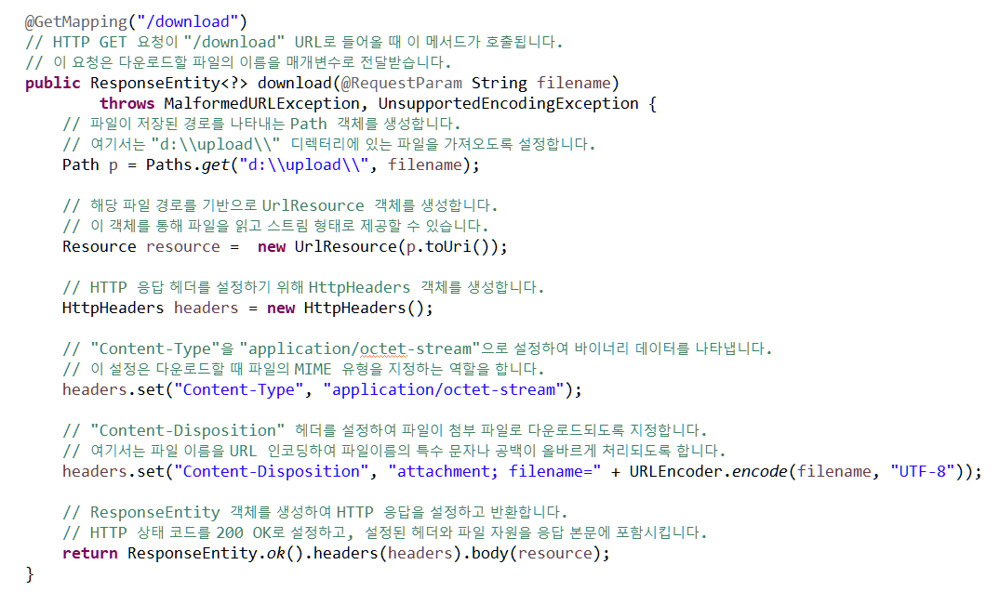 @GetMapping("/download")
// HTTP GET 요청이 "/download" URL로 들어올 때 이 메서드가 호출됩니다.
// 이 요청은 다운로드할 파일의 이름을 매개변수로 전달받습니다.
public ResponseEntity<?> download(@RequestParam String filename)
throws MalformedURLException, UnsupportedEncodingException {
// 파일이 저장된 경로를 나타내는 Path 객체를 생성합니다.
// 여기서는 "d:\\upload\\" 디렉터리에 있는 파일을 가져오도록 설정합니다.
Path p = Paths.get("d:\\upload\\", filename);
// 해당 파일 경로를 기반으로 UrlResource 객체를 생성합니다.
// 이 객체를 통해 파일을 읽고 스트림 형태로 제공할 수 있습니다.
Resource resource =  new UrlResource(p.toUri());
// HTTP 응답 헤더를 설정하기 위해 HttpHeaders 객체를 생성합니다.
HttpHeaders headers = new HttpHeaders();
// "Content-Type"을 "application/octet-stream"으로 설정하여 바이너리 데이터를 나타냅니다.
// 이 설정은 다운로드할 때 파일의 MIME 유형을 지정하는 역할을 합니다.
headers.set("Content-Type", "application/octet-stream");
// "Content-Disposition" 헤더를 설정하여 파일이 첨부 파일로 다운로드되도록 지정합니다.
// 여기서는 파일 이름을 URL 인코딩하여 파일이름의 특수 문자나 공백이 올바르게 처리되도록 합니다.
headers.set("Content-Disposition", "attachment; filename=" + URLEncoder.encode(filename, "UTF-8"));
// ResponseEntity 객체를 생성하여 HTTP 응답을 설정하고 반환합니다.
// HTTP 상태 코드를 200 OK로 설정하고, 설정된 헤더와 파일 자원을 응답 본문에 포함시킵니다.
return ResponseEntity.ok().headers(headers).body(resource);
}